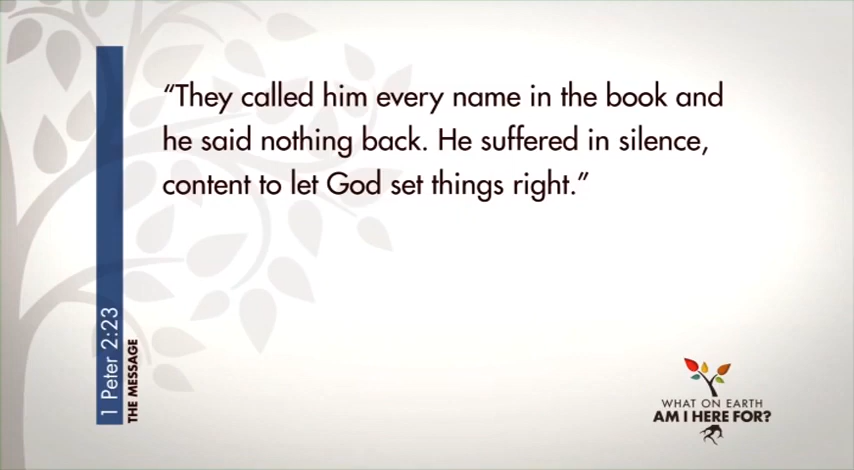 “They called him every name in the book and
he said nothing back. He suffered in silence,
content to let God set things right.”
1 Peter 2:23
THE MESSAGE
WHAT ON EARTH
AM I HERE FOR?